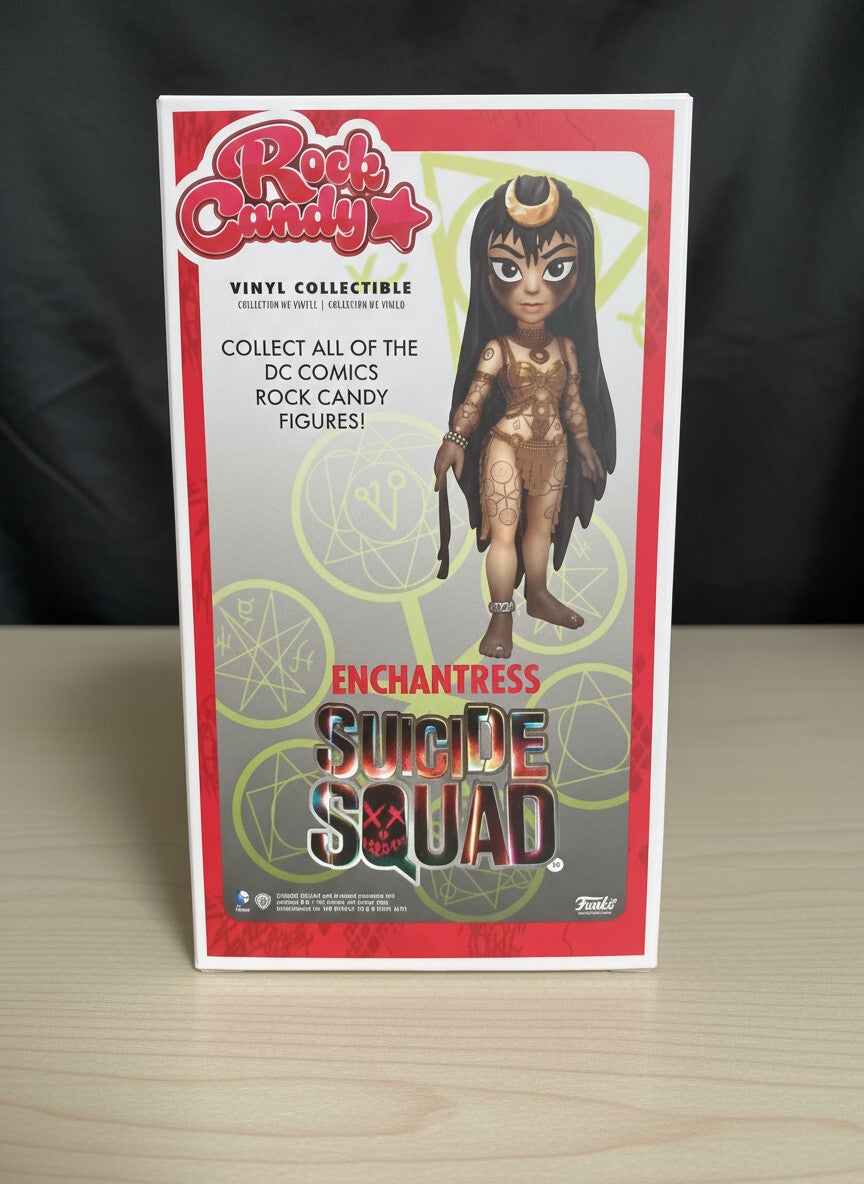 Rock
Candy
VINYL COLLECTIBLE
COLLECT ALL OF THE
DC COMICS
ROCK CANDY
FIGURES!
ENCHANTRESS
SUICIDE
SQUAD
Funko